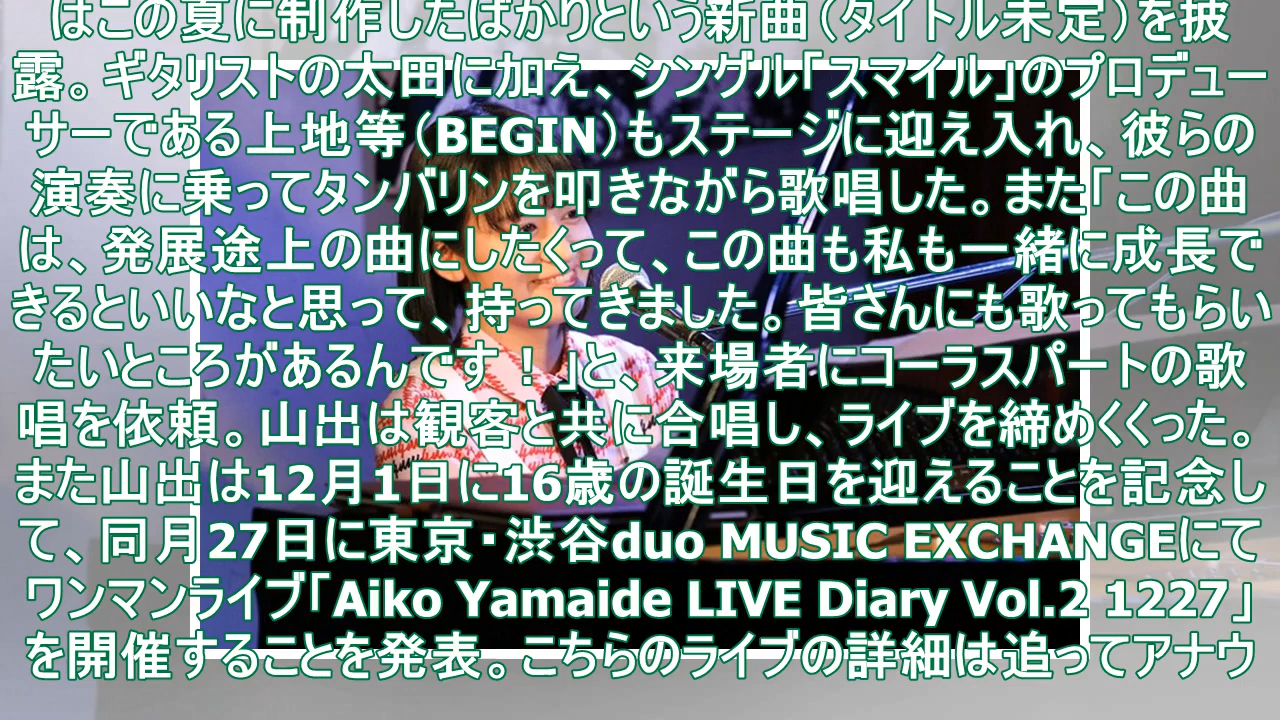 はこの夏に制作したばかりという新曲（タイトル未定）を披
露。ギタリストの太田に加え、シングル「スマイル」のプロデュー
サーである上地等（BEGIN）もステージに迎え入れ、彼らの
演奏に乗ってタンバリンを叩きながら歌唱した。また「この曲
は、発展途上の曲にしたくって、この曲も私も一緒に成長で
きるといいなと思って、持ってきました。皆さんにも歌ってもらい
たいところがあるんです！」と、来場者にコーラスパートの歌
唱を依頼。山出は観客と共に合唱し、ライブを締めくくった。
また山出は12月1日に16歳の誕生日を迎えることを記念し
て、同月27日に東京・渋谷duo MUSIC EXCHANGEにて
ワンマンライブ「Aiko Yamaide LIVE Diary Vol.2 1227」
を開催することを発表。こちらのライブの詳細は追ってアナウ